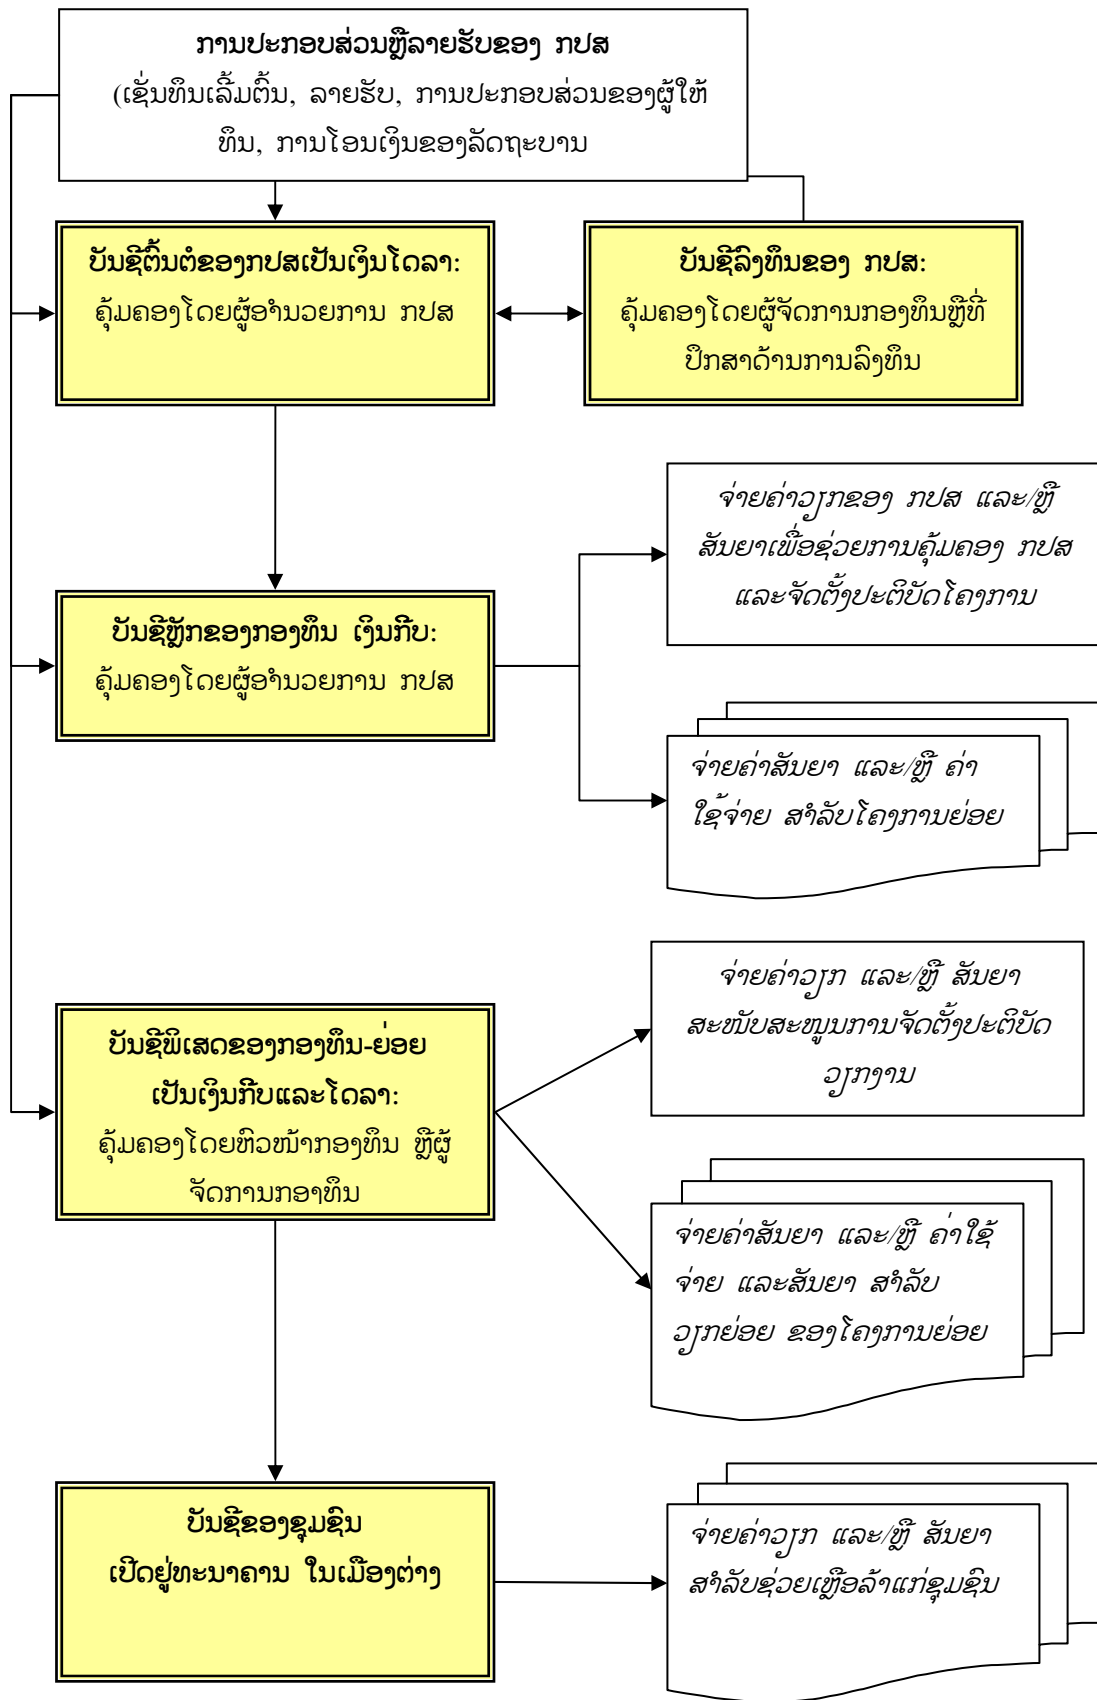 ການປະກອບສ່ວນຫຼືລາຍຮັບຂອງ ກປສ
(ເຊັ່ນທຶນເລີ້ມຕົ້ນ, ລາຍຮັບ, ການປະກອບສ່ວນຂອງຜູ້ໃຫ້
ທຶນ, ການໂອນເງິນຂອງລັດຖະບານ
ບັນຊີຕົ້ນຕໍຂອງກປສເປັນເງິນໂດລາ:
ຄຸ້ມຄອງໂດຍຜູ້ອຳນວຍການ ກປສ
ບັນຊີລົງທຶນຂອງ ກປສ:
ຄຸ້ມຄອງໂດຍຜູ້ຈັດການກອງທຶນຫຼືທີ່
ປຶກສາດ້ານການລົງທຶນ
ຈ່າຍຄ່າວຽກຂອງ ກປສ ແລະ/ຫຼື
ສັນຍາເພື່ອຊ່ວຍການຄຸ້ມຄອງ ກປສ
ແລະຈັດຕັ້ງປະຕິບັດໂຄງການ
ບັນຊີຫຼັກຂອງກອງທຶນ ເງິນກີບ:
ຄຸ້ມຄອງໂດຍຜູ້ອຳນວຍການ ກປສ
ຈ່າຍຄ່າສັນຍາ ແລະ/ຫຼື ຄ່າ
ໃຊ້ຈ່າຍ ສຳລັບໂຄງການຍ່ອຍ
ຈ່າຍຄ່າວຽກ ແລະ/ຫຼື ສັນຍາ
ສະໜັບສະໜູນການຈັດຕັ້ງປະຕິບັດ
ວຽກງານ
ບັນຊີພິເສດຂອງກອງທຶນ-ຍ່ອຍ
ເປັນເງິນກີບແລະໂດລາ:
ຄຸ້ມຄອງໂດຍຫົວໜ້າກອງທຶນ ຫຼືຜູ້
ຈັດການກອາທຶນ
ຈ່າຍຄ່າສັນຍາ ແລະ/ຫຼື ຄ່າໃຊ້
ຈ່າຍ ແລະສັນຍາ ສຳລັບ
ວຽກຍ່ອຍ ຂອງໂຄງການຍ່ອຍ
ບັນຊີຂອງຊຸມຊົນ
ເປີດຢູ່ທະນາຄານ ໃນເມືອງຕ່າງ
ຈ່າຍຄ່າວຽກ ແລະ/ຫຼື ສັນຍາ
ສຳລັບຊ່ວຍເຫຼືອລ້າແກ່ຊຸມຊົນ